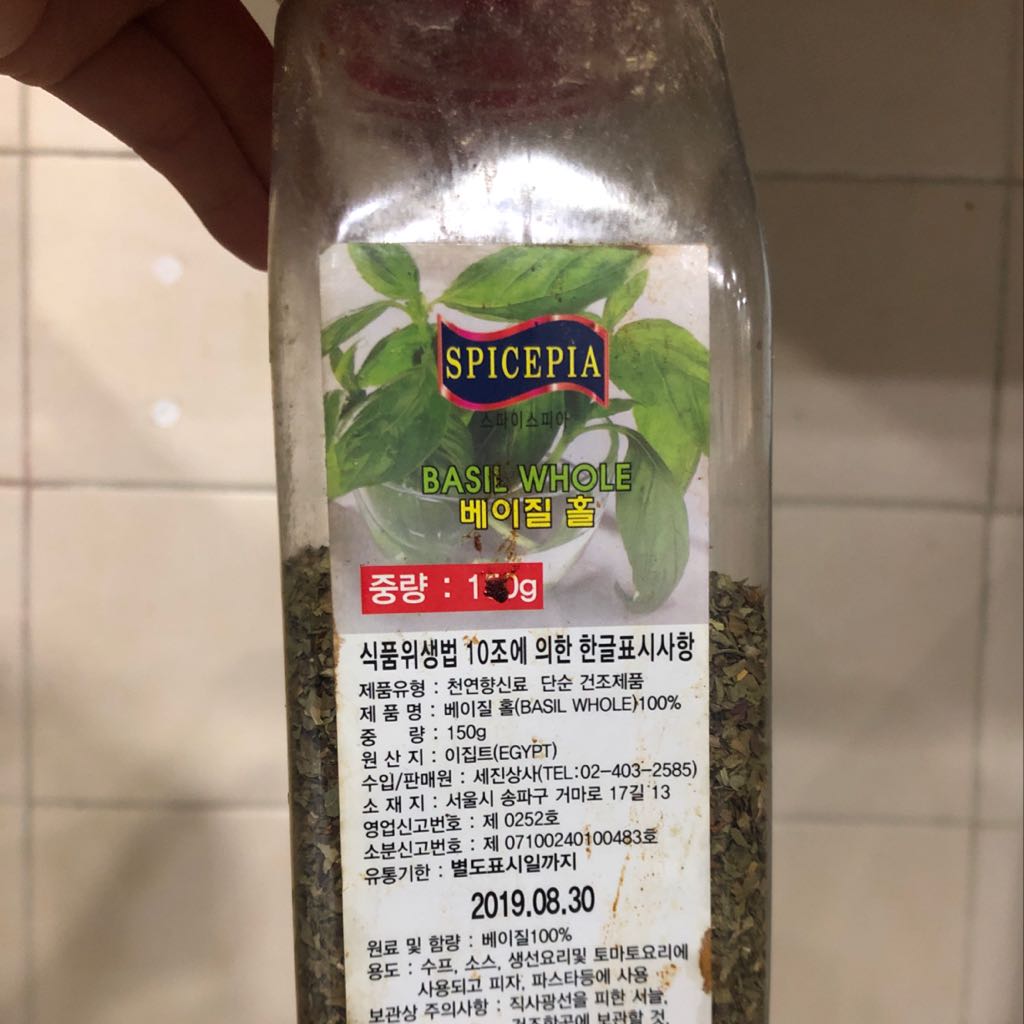 SPICEPIA
스파이스피아
BASIL WHOLE
베이질 홀
중량 : 150g
식품위생법 10조에 의한 한글표시사항
제품유형 : 천연향신료 단순 건조제품
제 품 명 : 베이질 홀(BASIL WHOLE)100%
중 량 : 150g
원 산 지 : 이집트(EGYPT)
수입/판매원 : 세진상사(TEL:02-403-2585)
소 재 지 : 서울시 송파구 거마로 17길 13
영업신고번호 : 제 0252호
소분신고번호 : 제 07100240100483호
유통기한 : 별도표시일까지
2019.08.30
원료 및 함량 : 베이질100%
용도 : 수프, 소스, 생선요리및 토마토요리에
사용되고 피자, 파스타등에 사용
보관상 주의사항 : 직사광선을 피한 서늘,
건조한곳에 보관할 것.